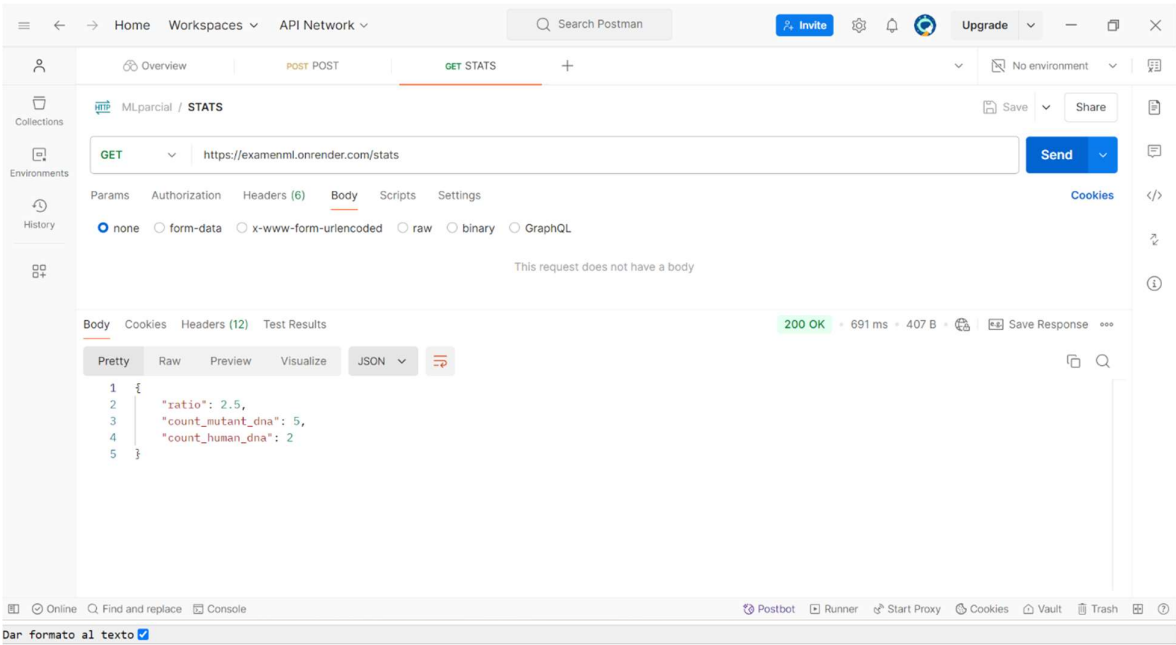 Home Workspaces API Network Search Postman Invite Upgrade
Overview POST POST GET STATS No environment
HTTP MLparcial / STATS Save Share
Collections
GET https://examenml.onrender.com/stats Send
Environments
Params Authorization Headers (6) Body Scripts Settings Cookies
History
none form-data x-www-form-urlencoded raw binary GraphQL
This request does not have a body
Body Cookies Headers (12) Test Results 200 OK 691 ms 407 B e.g. Save Response
Pretty Raw Preview Visualize JSON
1 {
2 "ratio": 2.5,
3 "count_mutant_dna": 5,
4 "count_human_dna": 2
5 }
Online Find and replace Console Postbot Runner Start Proxy Cookies Vault Trash
Dar formato al texto